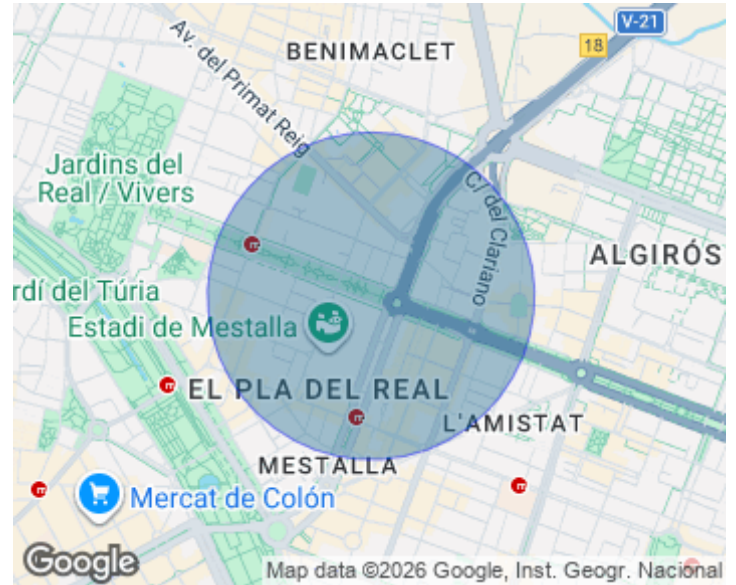 V-21
18
BENIMACLET
Av. del Primat Reig
Jardins del
Real / Vivers
C/ del Clariano
ALGIRÓS
rdí del Túria
Estadi de Mestalla
EL PLA DEL REAL
L'AMISTAT
MESTALLA
Mercat de Colón
Google
Map data ©2026 Google, Inst. Geogr. Nacional